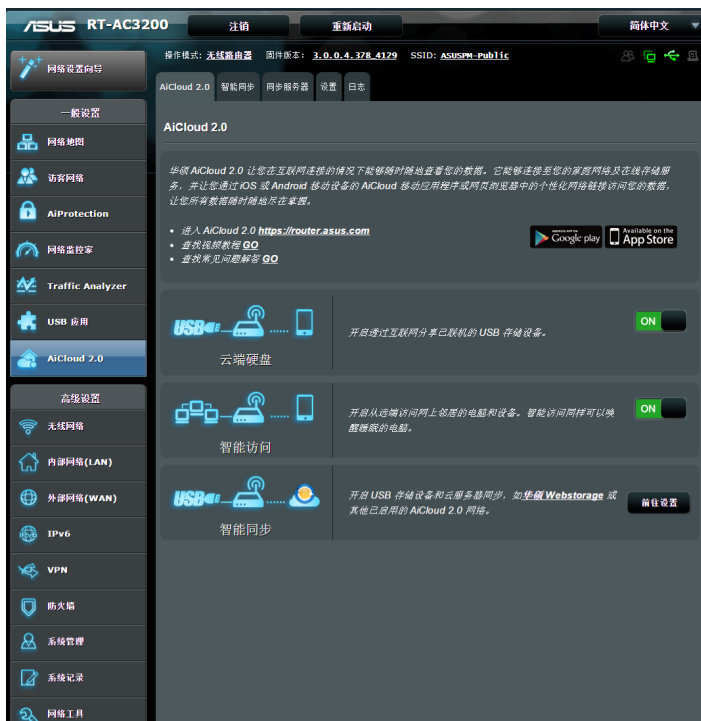 ASUS RT-AC3200 注销 重新启动 简体中文
操作模式: 无线路由器 固件版本: 3.0.0.4.378_4129 SSID: ASUSPM-Public
网络设置向导
一般设置
网络地图
访客网络
AiProtection
网络监控家
Traffic Analyzer
USB 应用
AiCloud 2.0
高级设置
无线网络
内部网络(LAN)
外部网络(WAN)
IPv6
VPN
防火墙
系统管理
系统记录
网络工具
AiCloud 2.0 智能同步 同步服务器 设置 日志
AiCloud 2.0
华硕 AiCloud 2.0 让您在互联网连接的情况下能够随时随地查看您的数据。它能够连接至您的家庭网络及在线存储服
务，并让您通过 iOS 或 Android 移动设备的 AiCloud 移动应用程序或网页浏览器中的个性化网络链接访问您的数据，
让您所有数据随时随地尽在掌握。
• 进入 AiCloud 2.0 https://router.asus.com
• 查找视频教程 GO
• 查找常见问题解答 GO
Google play
Available on the
App Store
USB
云端硬盘
开启透过互联网分享已联机的 USB 存储设备。
ON
智能访问
开启从远端访问网上邻居的电脑和设备。智能访问同样可以唤
醒睡眠的电脑。
ON
USB
智能同步
开启 USB 存储设备和云服务器同步，如华硕 Webstorage 或
其他已启用的 AiCloud 2.0 网络。
前往设置